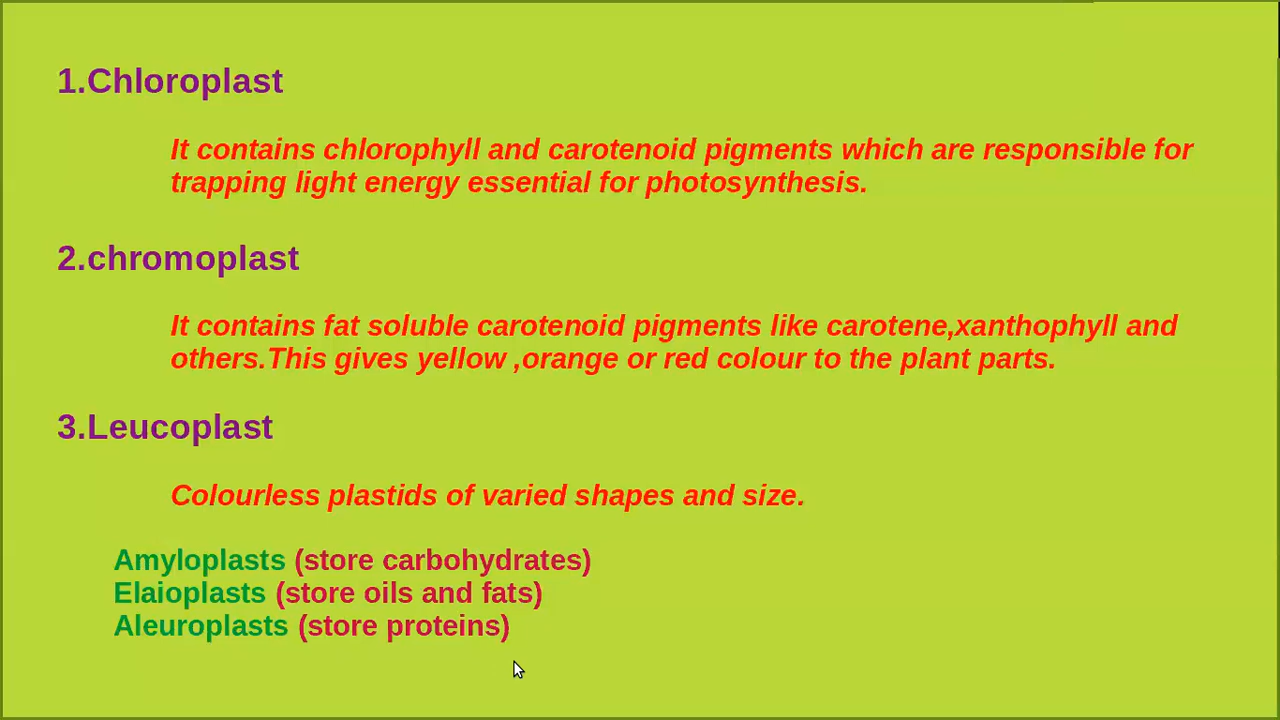 1.Chloroplast
It contains chlorophyll and carotenoid pigments which are responsible for
trapping light energy essential for photosynthesis.
2.chromoplast
It contains fat soluble carotenoid pigments like carotene,xanthophyll and
others.This gives yellow ,orange or red colour to the plant parts.
3.Leucoplast
Colourless plastids of varied shapes and size.
Amyloplasts (store carbohydrates)
Elaioplasts (store oils and fats)
Aleuroplasts (store proteins)